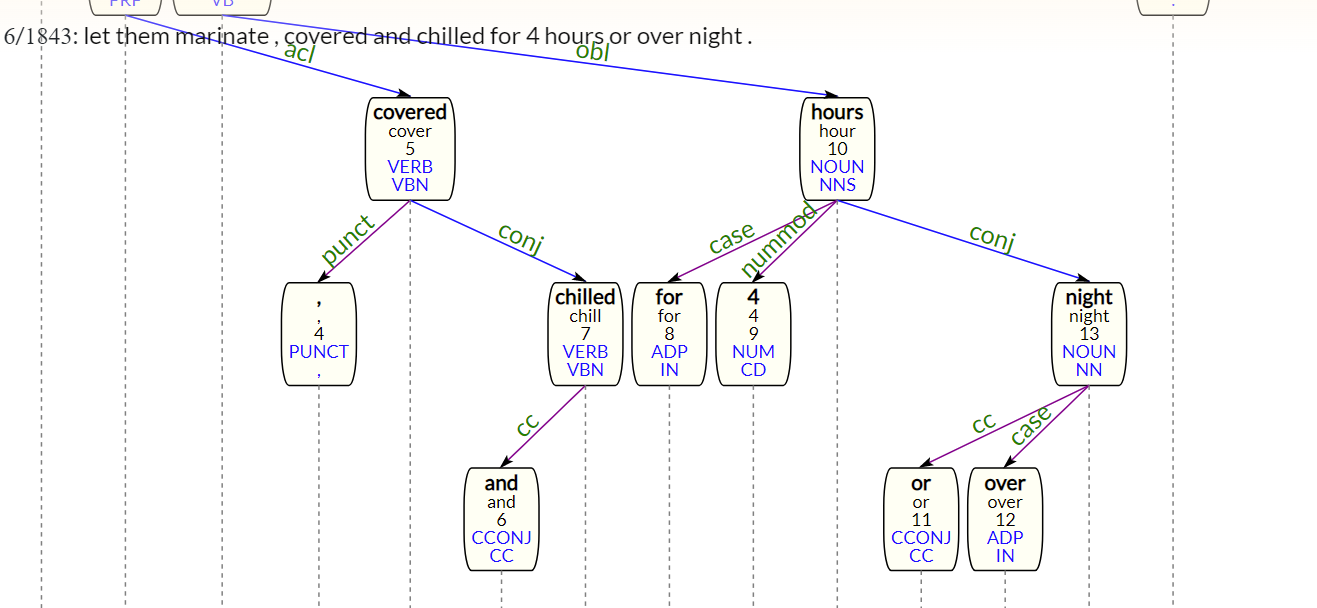 PRP VB .
6/1843: let them marinate , covered and chilled for 4 hours or over night .
acl obl
covered hours
cover hour
5 10
VERB NOUN
VBN NNS
punct conj case nummod conj
, chilled for 4 night
, chill for 4 night
4 7 8 9 13
PUNCT VERB ADP NUM NOUN
, VBN IN CD NN
cc cc case
and or over
and or over
6 11 12
CCONJ CCONJ ADP
CC CC IN